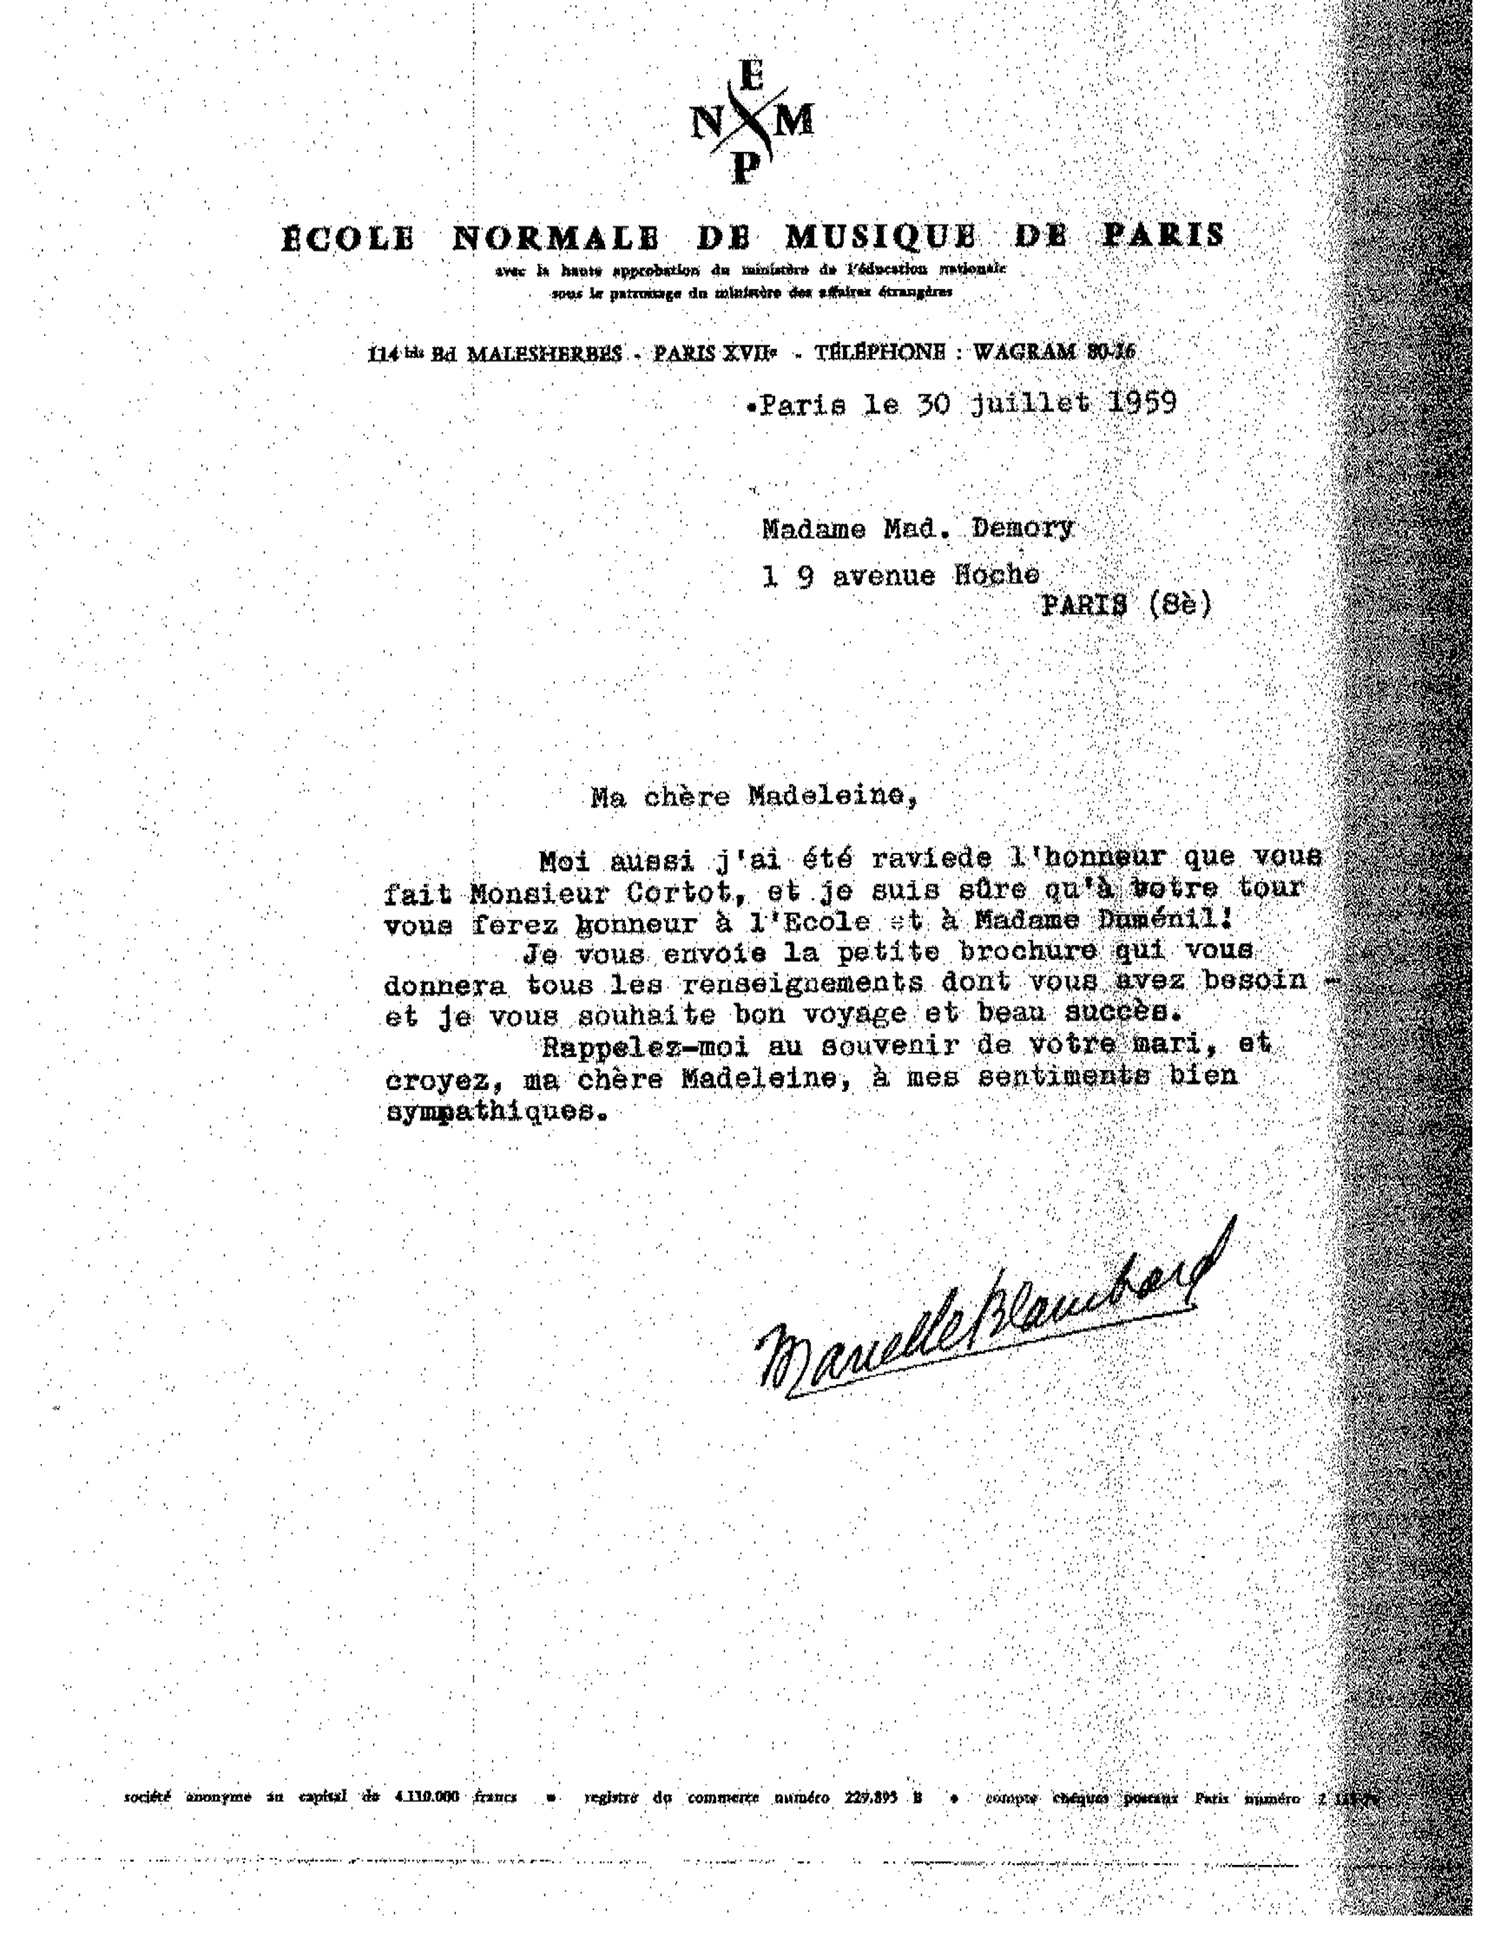 E
N M
P
ÉCOLE NORMALE DE MUSIQUE DE PARIS
avec la haute approbation du ministère de l'éducation nationale
sous le patronage du ministère des affaires étrangères
114 bis Bd MALESHERBES - PARIS XVIIe - TÉLÉPHONE : WAGRAM 80-16
Paris le 30 juillet 1959
Madame Mad. Demory
1 9 avenue Hoche
PARIS (8è)
Ma chère Madeleine,
Moi aussi j'ai été raviede l'honneur que vous
fait Monsieur Cortot, et je suis sûre qu'à votre tour
vous ferez honneur à l'Ecole et à Madame Duménil!
Je vous envoie la petite brochure qui vous
donnera tous les renseignements dont vous avez besoin -
et je vous souhaite bon voyage et beau succès.
Rappelez-moi au souvenir de votre mari, et
croyez, ma chère Madeleine, à mes sentiments bien
sympathiques.
Marcelle Blanchard
société anonyme au capital de 4.110.000 francs • registre du commerce numéro 229.895 B • compte chèques postaux Paris numéro